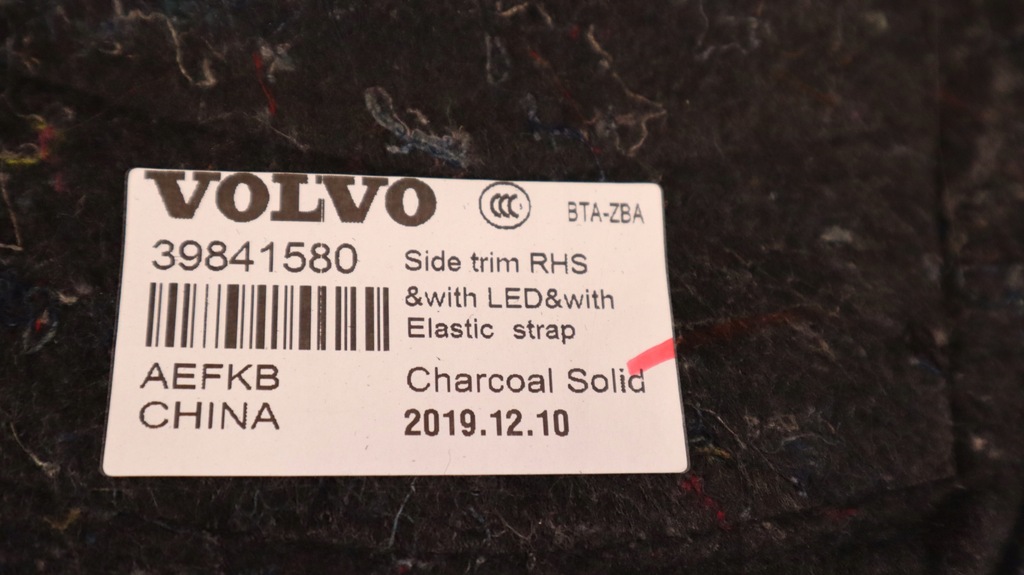 VOLVO
CCC
BTA-ZBA
39841580
Side trim RHS
&with LED&with
Elastic strap
AEFKB
Charcoal Solid
CHINA
2019.12.10